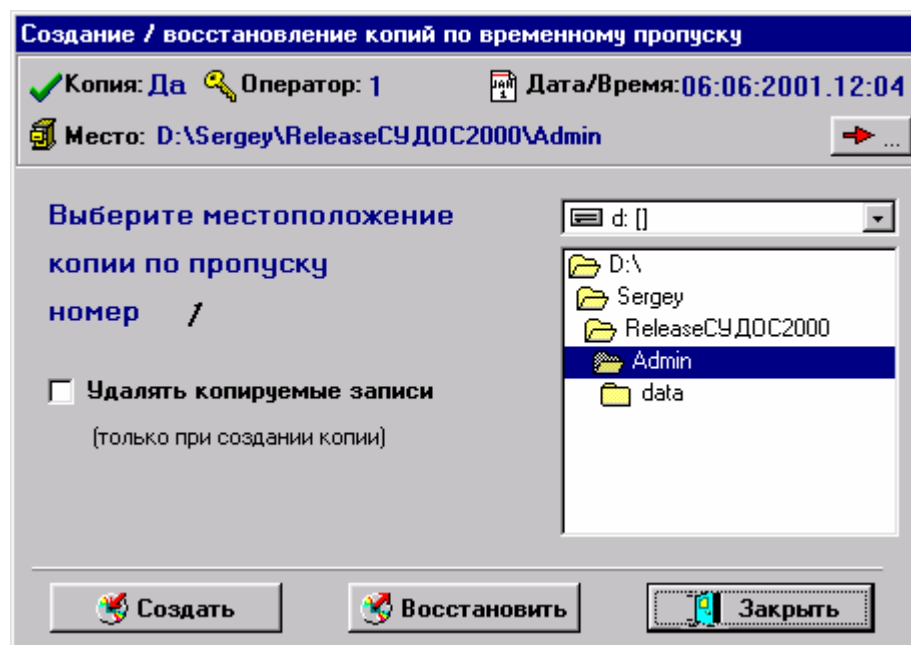 Создание / восстановление копий по временному пропуску
Копия: Да Оператор: 1 Дата/Время:06:06:2001.12:04
Место: D:\Sergey\ReleaseСУДОС2000\Admin ...
Выберите местоположение
копии по пропуску
номер 1
Удалять копируемые записи
(только при создании копии)
d: []
D:\
Sergey
ReleaseСУДОС2000
Admin
data
Создать Восстановить Закрыть